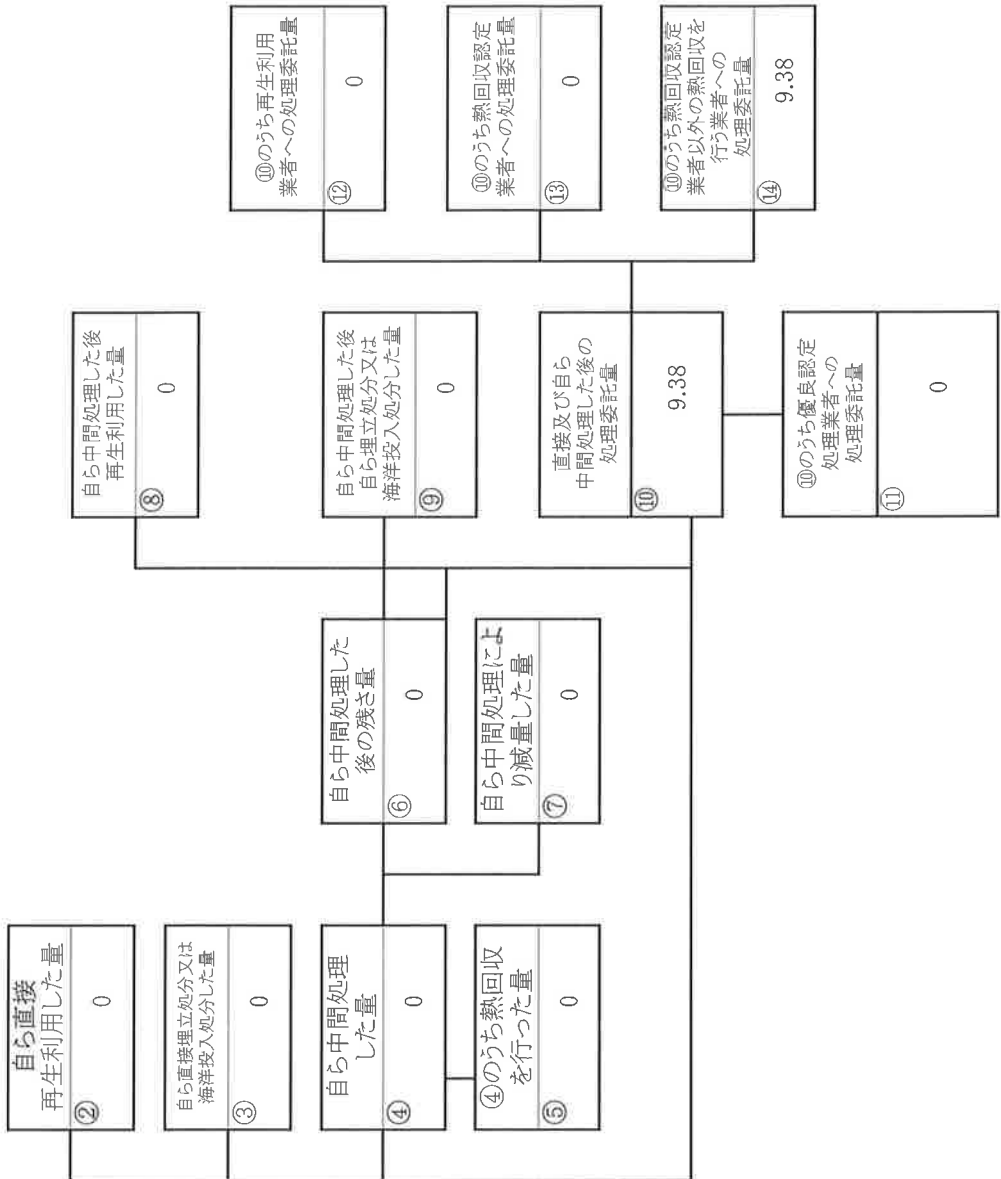 自ら直接
再生利用した量
②
0
自ら直接埋立処分又は
海洋投入処分した量
③
0
自ら中間処理
した量
④
0
④のうち熱回収
を行った量
⑤
0
自ら中間処理した
後の残さ量
⑥
0
自ら中間処理によ
り減量した量
⑦
0
自ら中間処理した後
再生利用した量
⑧
0
自ら中間処理した後
自ら埋立処分又は
海洋投入処分した量
⑨
0
直接及び自ら
中間処理した後の
処理委託量
⑩
9.38
⑩のうち優良認定
処理業者への
処理委託量
⑪
0
⑩のうち再生利用
業者への処理委託量
⑫
0
⑩のうち熱回収認定
業者への処理委託量
⑬
0
⑩のうち熱回収認定
業者以外の熱回収を
行う業者への
処理委託量
⑭
9.38